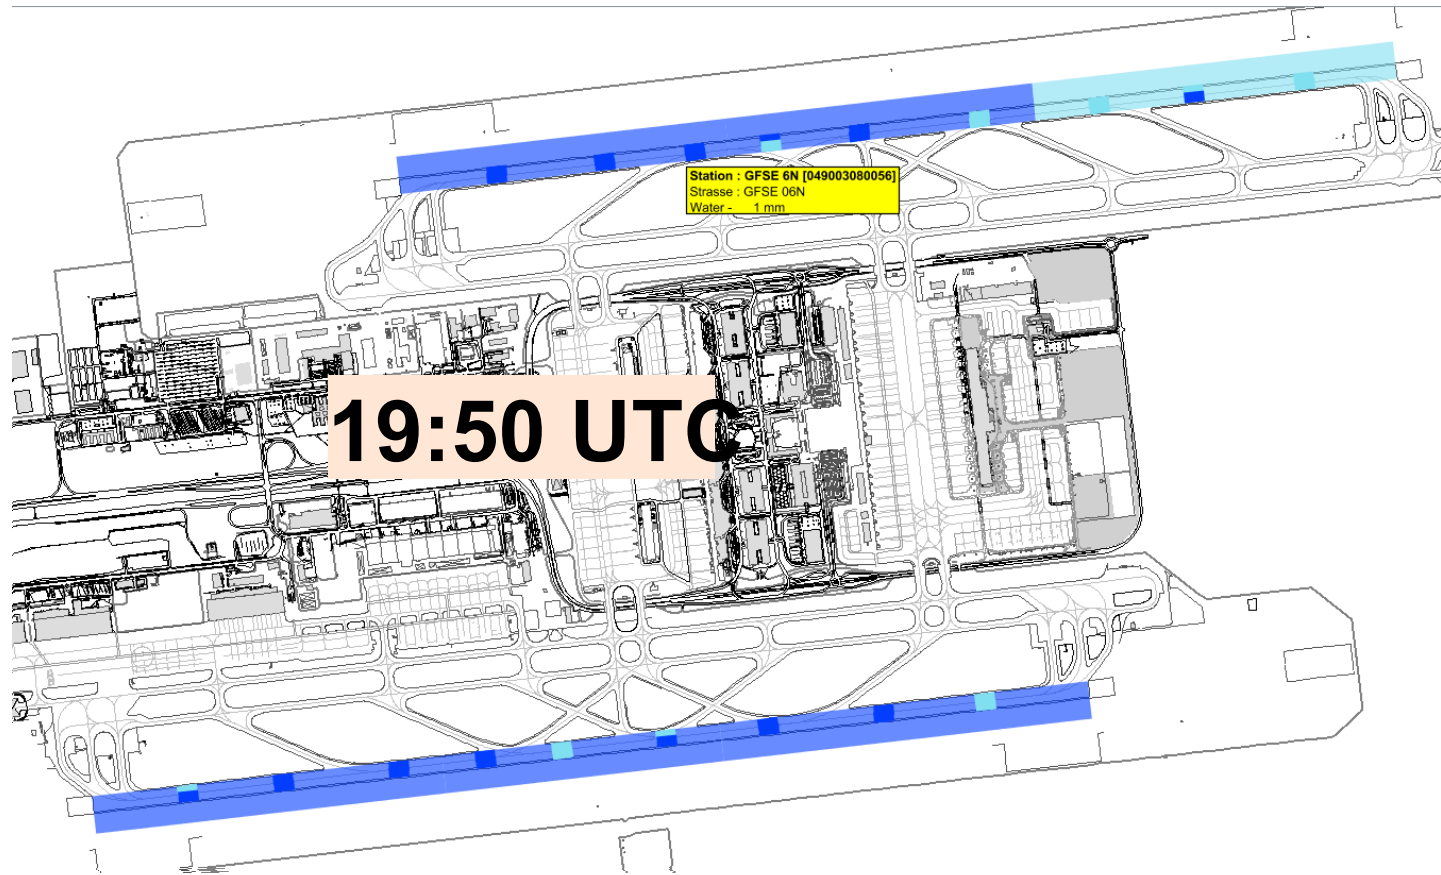 Station : GFSE 6N [049003080056]
Strasse : GFSE 06N
Water - 1 mm
19:50 UTC